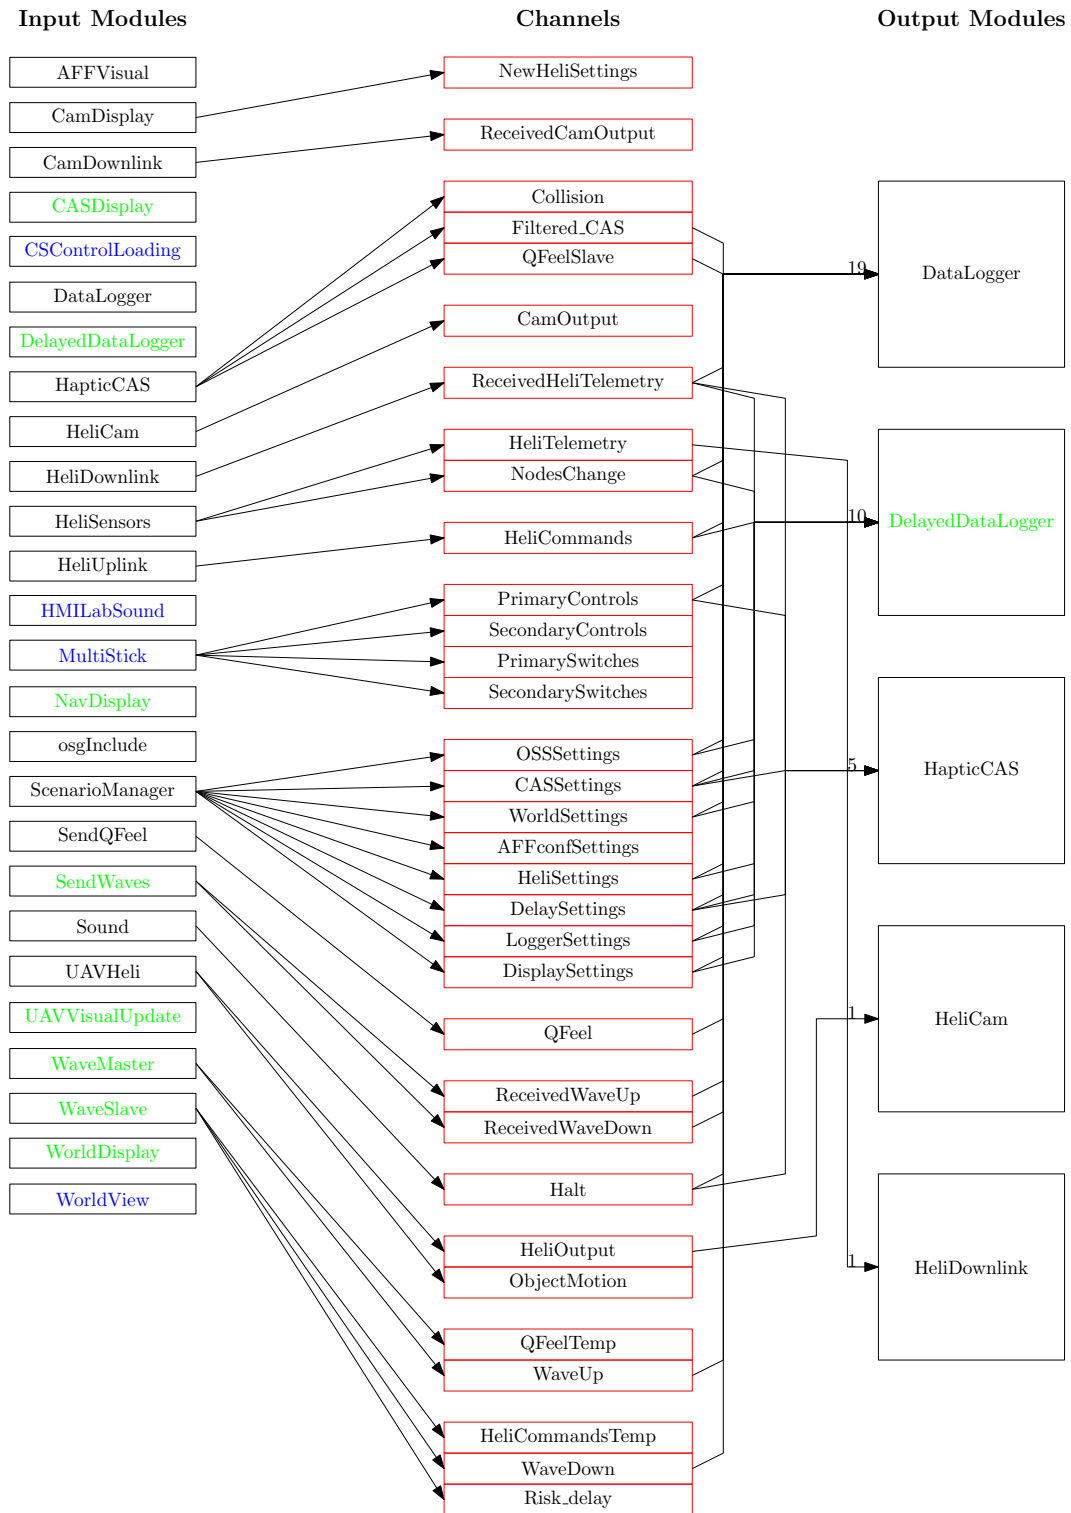 Input Modules
Channels
Output Modules
AFFVisual
CamDisplay
CamDownlink
CASDisplay
CSControlLoading
DataLogger
DelayedDataLogger
HapticCAS
HeliCam
HeliDownlink
HeliSensors
HeliUplink
HMILabSound
MultiStick
NavDisplay
osgInclude
ScenarioManager
SendQFeel
SendWaves
Sound
UAVHeli
UAVVisualUpdate
WaveMaster
WaveSlave
WorldDisplay
WorldView
NewHeliSettings
ReceivedCamOutput
Collision
Filtered_CAS
QFeelSlave
CamOutput
ReceivedHeliTelemetry
HeliTelemetry
NodesChange
HeliCommands
PrimaryControls
SecondaryControls
PrimarySwitches
SecondarySwitches
OSSSettings
CASSettings
WorldSettings
AFFconfSettings
HeliSettings
DelaySettings
LoggerSettings
DisplaySettings
QFeel
ReceivedWaveUp
ReceivedWaveDown
Halt
HeliOutput
ObjectMotion
QFeelTemp
WaveUp
HeliCommandsTemp
WaveDown
Risk_delay
19
DataLogger
10
DelayedDataLogger
5
HapticCAS
1
HeliCam
1
HeliDownlink